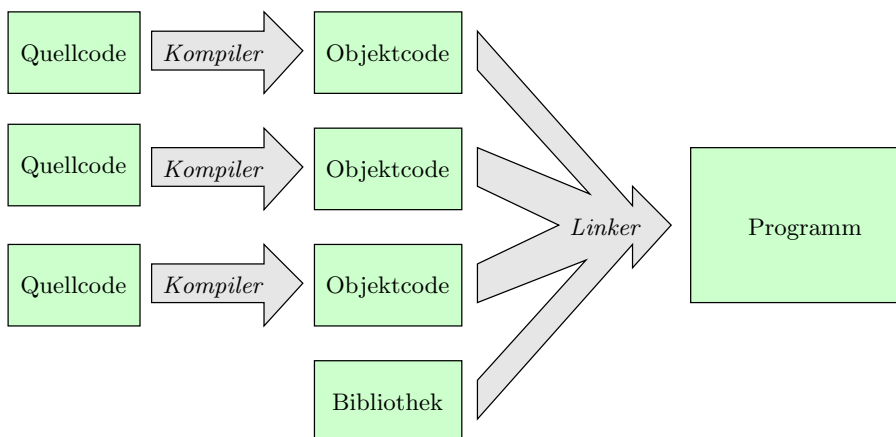 Quellcode
Kompiler
Objektcode
Quellcode
Kompiler
Objektcode
Linker
Programm
Quellcode
Kompiler
Objektcode
Bibliothek